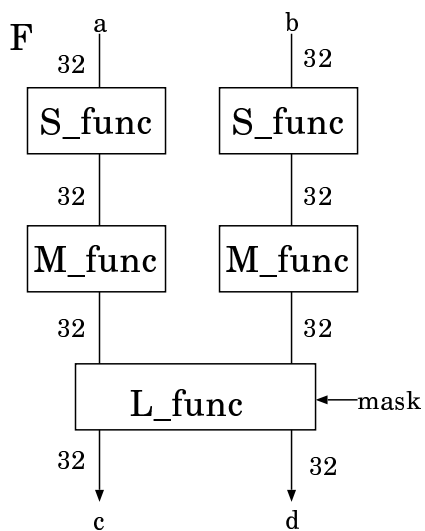 F
a b
32 32
S_func S_func
32 32
M_func M_func
32 32
L_func
mask
32 32
c d